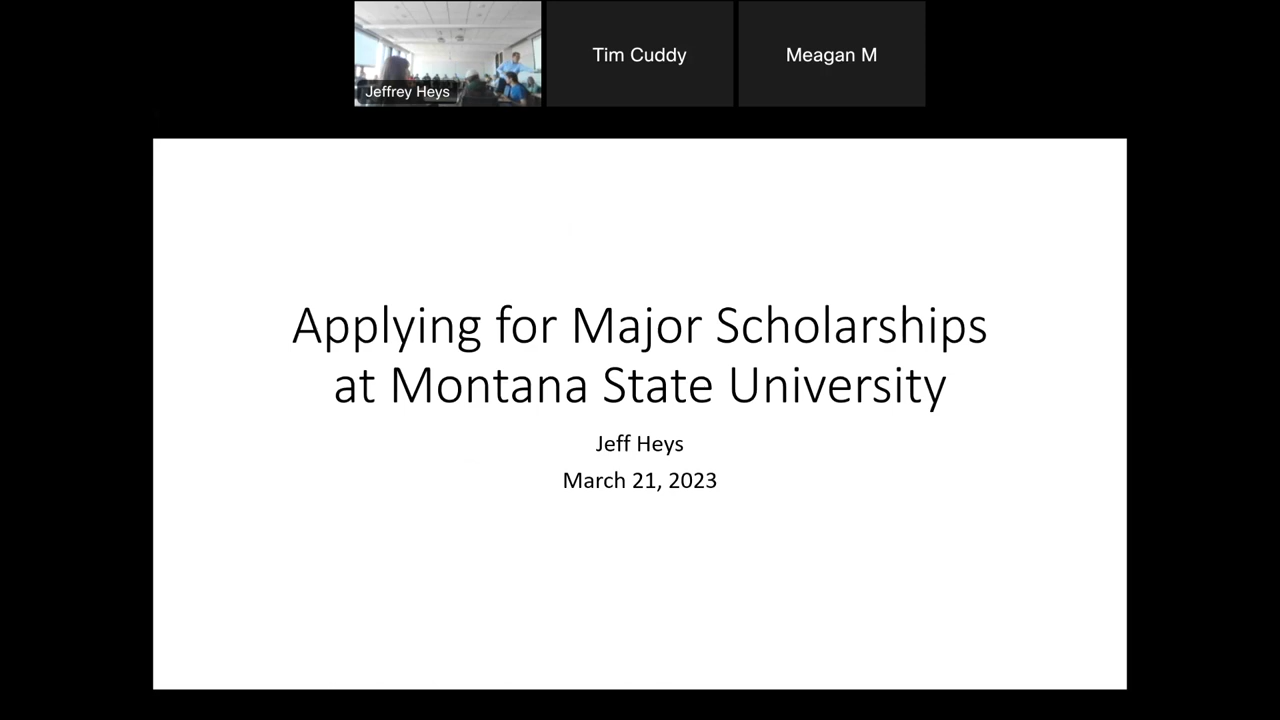 Jeffrey Heys
Tim Cuddy
Meagan M
Applying for Major Scholarships
at Montana State University
Jeff Heys
March 21, 2023